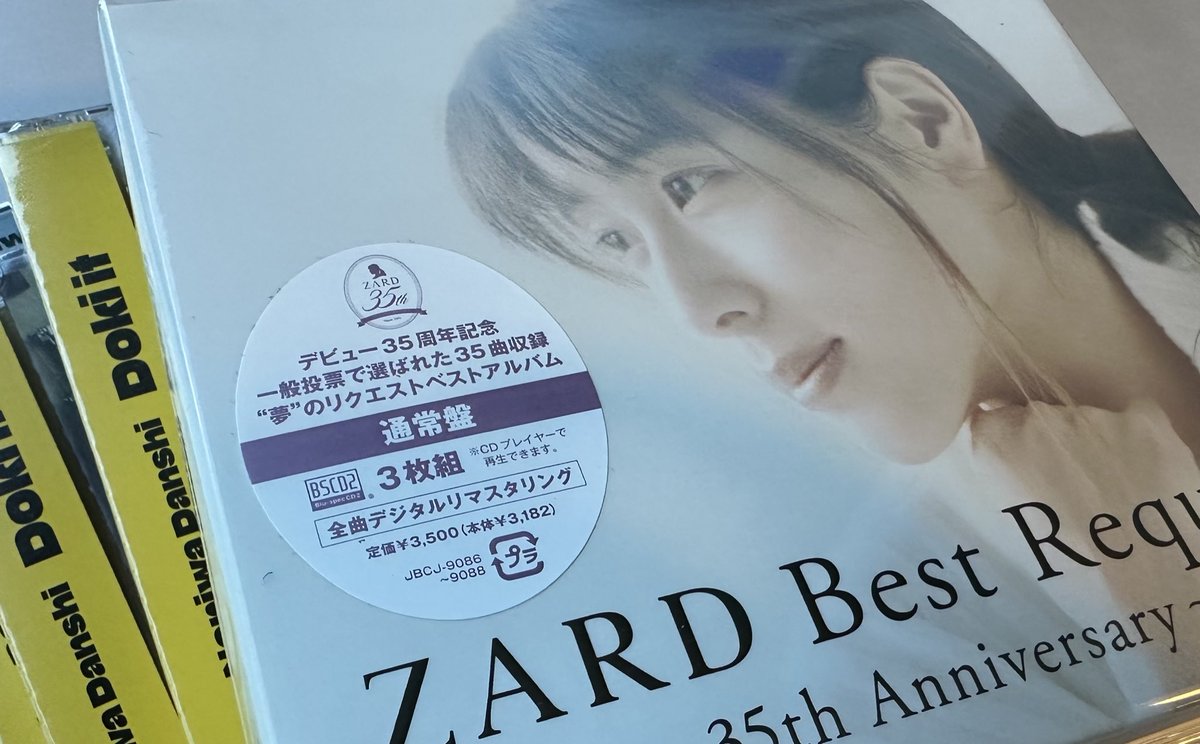 ZARD
35th
デビュー35周年記念
一般投票で選ばれた35曲収録
“夢”のリクエストベストアルバム
通常盤
BSCD2
Blu-spec CD2
3枚組
※CDプレイヤーで
再生できます。
全曲デジタルリマスタリング
定価¥3,500(本体¥3,182)
JBCJ-9086
~9088
プラ
ZARD Best Requ
35th Anniversary ~
Doki it
Danshi
Danshi